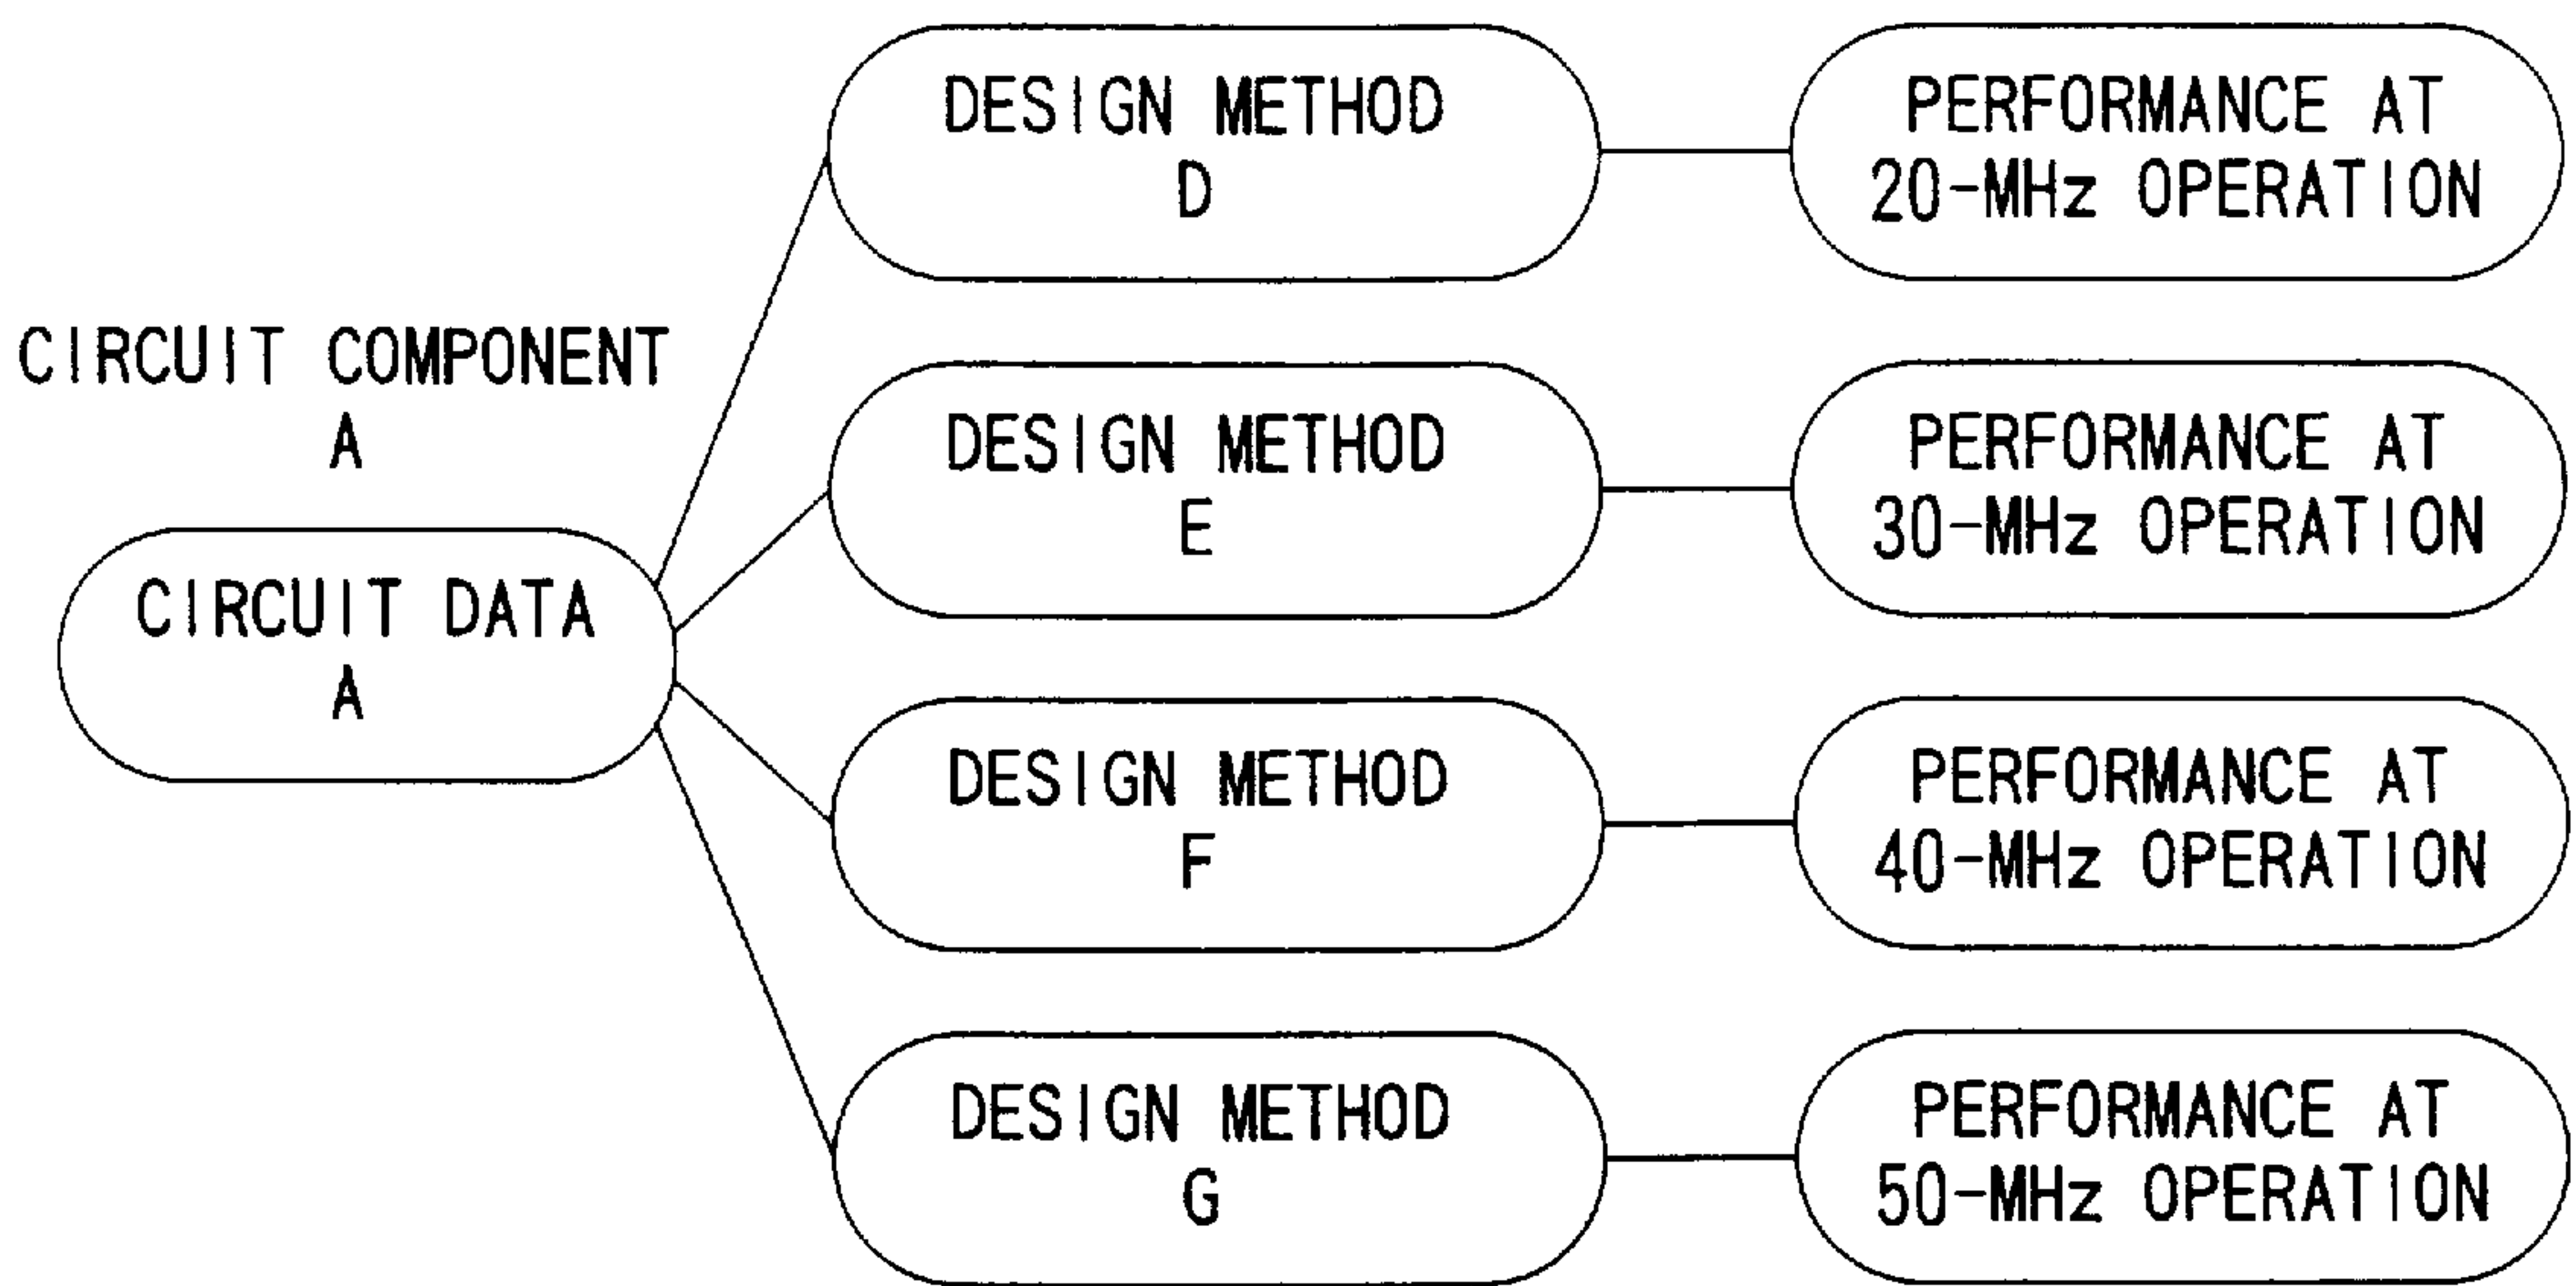 CIRCUIT COMPONENT
A
CIRCUIT DATA
A
DESIGN METHOD
D
PERFORMANCE AT
20-MHz OPERATION
DESIGN METHOD
E
PERFORMANCE AT
30-MHz OPERATION
DESIGN METHOD
F
PERFORMANCE AT
40-MHz OPERATION
DESIGN METHOD
G
PERFORMANCE AT
50-MHz OPERATION